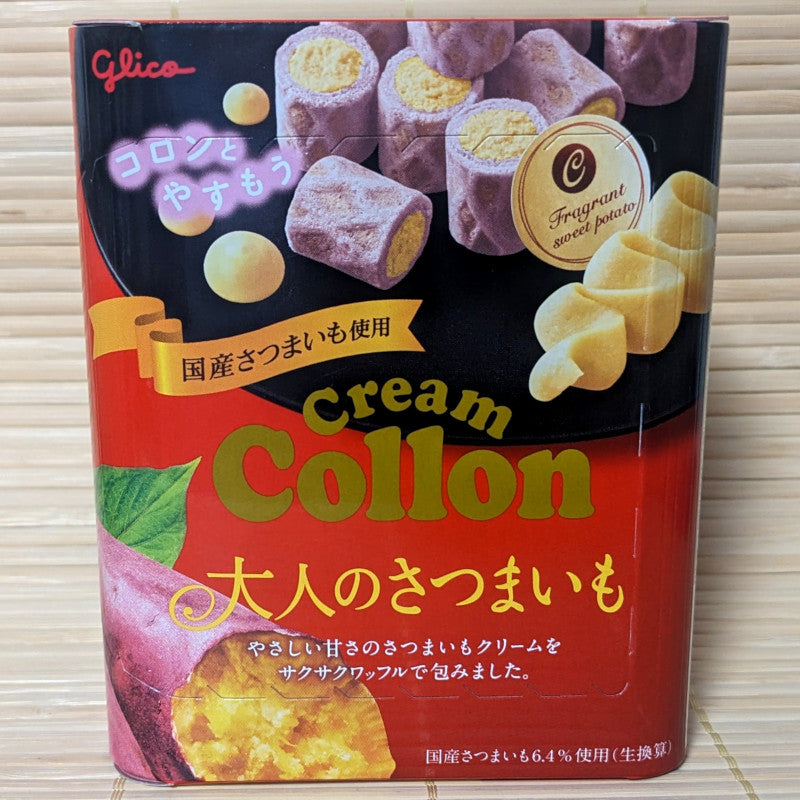 Glico
コロンと
やすもう
C
Fragrant
sweet potato
国産さつまいも使用
Cream
Collon
大人のさつまいも
やさしい甘さのさつまいもクリームを
サクサクワッフルで包みました。
国産さつまいも6.4%使用(生換算)